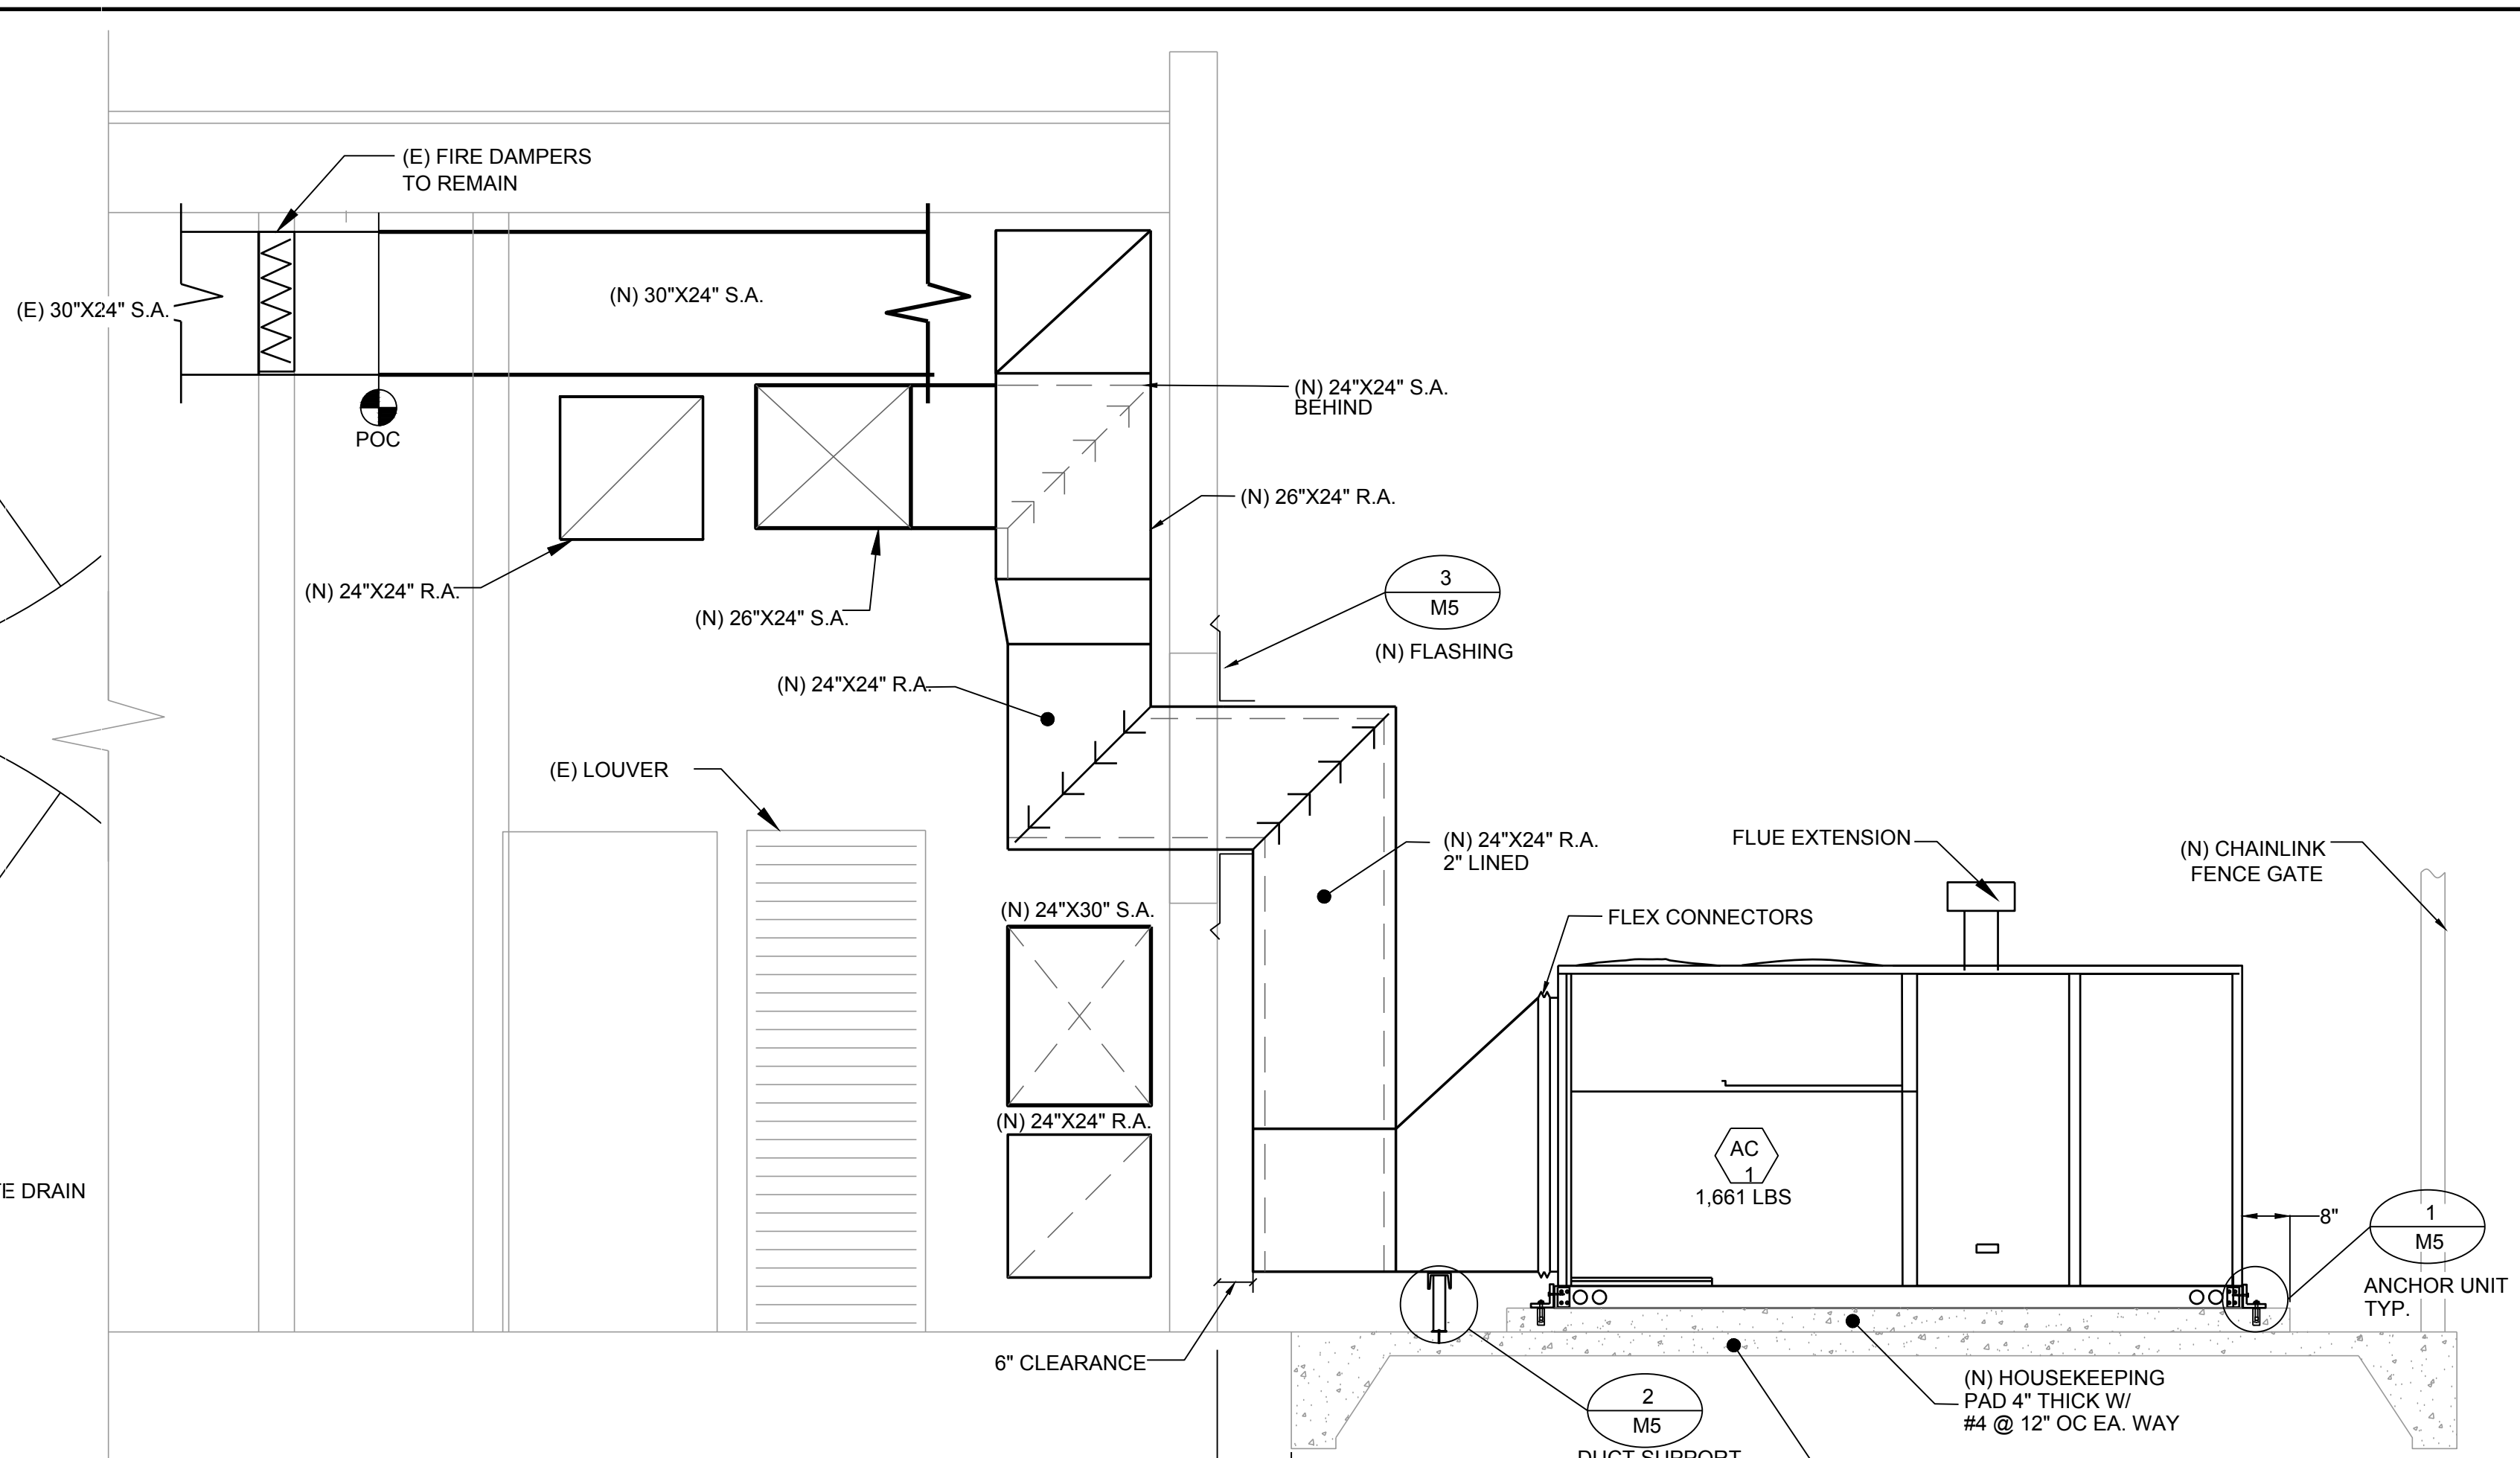 (E) FIRE DAMPERS
TO REMAIN
(E) 30"X24" S.A.
(N) 30"X24" S.A.
POC
(N) 24"X24" S.A.
BEHIND
(N) 26"X24" R.A.
(N) 24"X24" R.A.
(N) 26"X24" S.A.
3
M5
(N) FLASHING
(N) 24"X24" R.A.
(E) LOUVER
(N) 24"X24" R.A.
2" LINED
FLUE EXTENSION
(N) CHAINLINK
FENCE GATE
(N) 24"X30" S.A.
FLEX CONNECTORS
(N) 24"X24" R.A.
AC
1
1,661 LBS
E DRAIN
8"
1
M5
ANCHOR UNIT
TYP.
6" CLEARANCE
(N) HOUSEKEEPING
PAD 4" THICK W/
#4 @ 12" OC EA. WAY
2
M5
DUCT SUPPORT